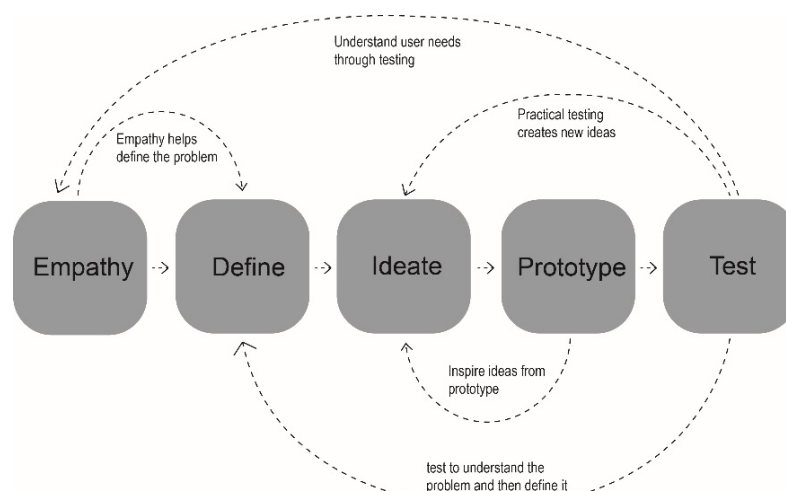 Understand user needs
through testing
Empathy helps
define the problem
Practical testing
creates new ideas
Empathy
Define
Ideate
Prototype
Test
Inspire ideas from
prototype
test to understand the
problem and then define it